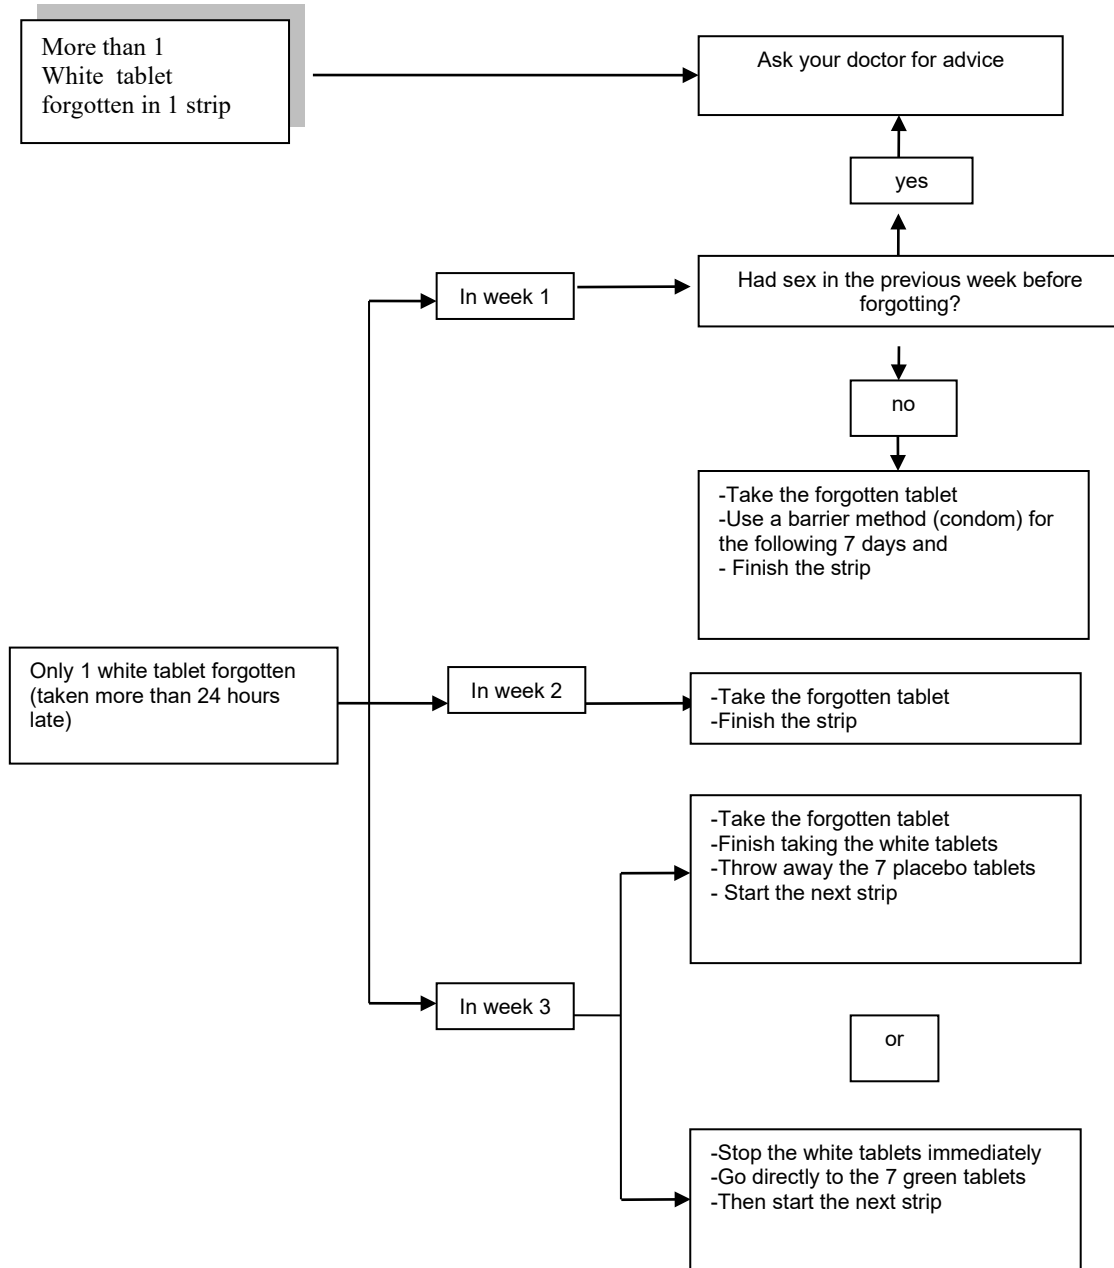 More than 1
White  tablet
forgotten in 1 strip
Ask your doctor for advice
yes
In week 1
Had sex in the previous week before
forgotting?
no
-Take the forgotten tablet
-Use a barrier method (condom) for
the following 7 days and
- Finish the strip
Only 1 white tablet forgotten
(taken more than 24 hours
late)
In week 2
-Take the forgotten tablet
-Finish the strip
-Take the forgotten tablet
-Finish taking the white tablets
-Throw away the 7 placebo tablets
- Start the next strip
In week 3
or
-Stop the white tablets immediately
-Go directly to the 7 green tablets
-Then start the next strip